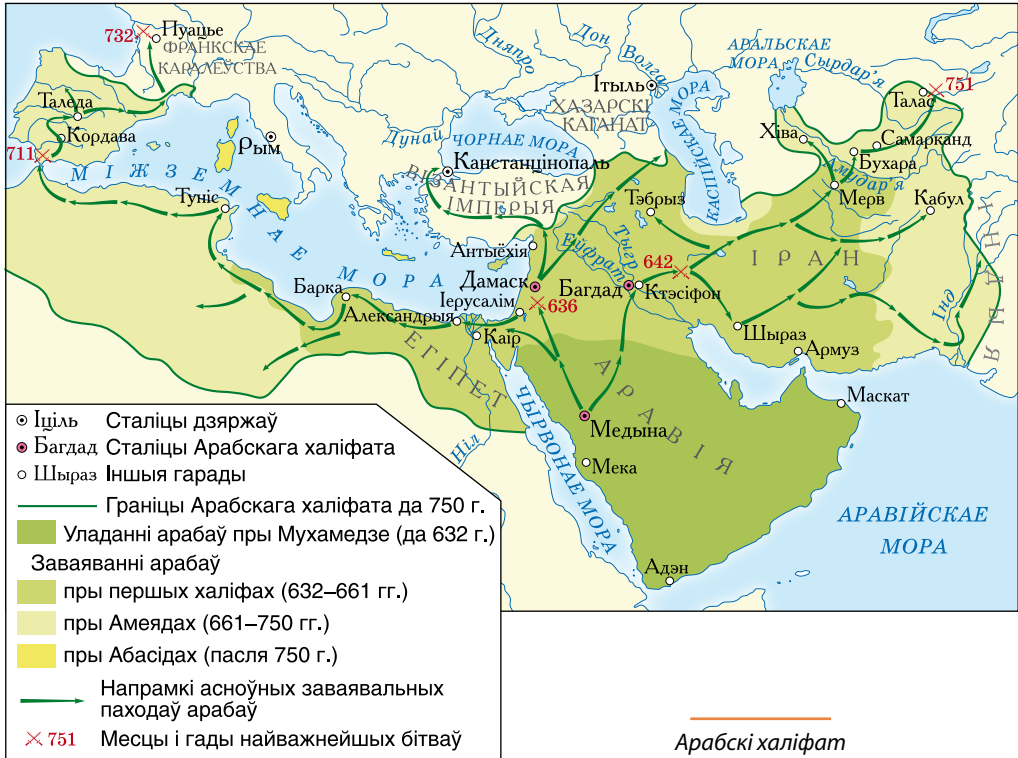 732
Пуацье
ФРАНКСКАЕ
КАРАЛЕЎСТВА
Дняпро
Дон
Волга
АРАЛЬСКАЕ
МОРА
Сырдар'я
751
Талас
Ітыль
ХАЗАРСКІ
КАГАНАТ
Таледа
Кордава
711
Рым
Дунай
ЧОРНАЕ МОРА
КАСПІЙСКАЕ МОРА
Хіва
Самарканд
Бухара
Амудар'я
Мерв
Кабул
Канстанцінопаль
ВІЗАНТЫЙСКАЯ
ІМПЕРЫЯ
МІЖЗЕМНАЕ МОРА
Туніс
Тэбрыз
Антыёхія
Еўфрат
Тыгр
642
ІРАН
ІНДЫЯ
Дамаск
Багдад
Ктэсіфон
636
Інд
Барка
Іерусалім
Александрыя
Каір
Шыраз
Армуз
ЕГІПЕТ
АРАВІЯ
Маскат
ЧЫРВОНАЕ МОРА
Медына
Мека
Ніл
АРАВІЙСКАЕ
МОРА
Адэн
Іціль Сталіцы дзяржаў
Багдад Сталіцы Арабскага халіфата
Шыраз Іншыя гарады
Граніцы Арабскага халіфата да 750 г.
Уладанні арабаў пры Мухамедзе (да 632 г.)
Заваяванні арабаў
пры першых халіфах (632–661 гг.)
пры Амеядах (661–750 гг.)
пры Абасідах (пасля 750 г.)
Напрамкі асноўных заваявальных
паходаў арабаў
751 Месцы і гады найважнейшых бітваў
Арабскі халіфат